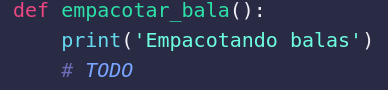 def empacotar_bala():
    print('Empacotando balas')
    # TODO